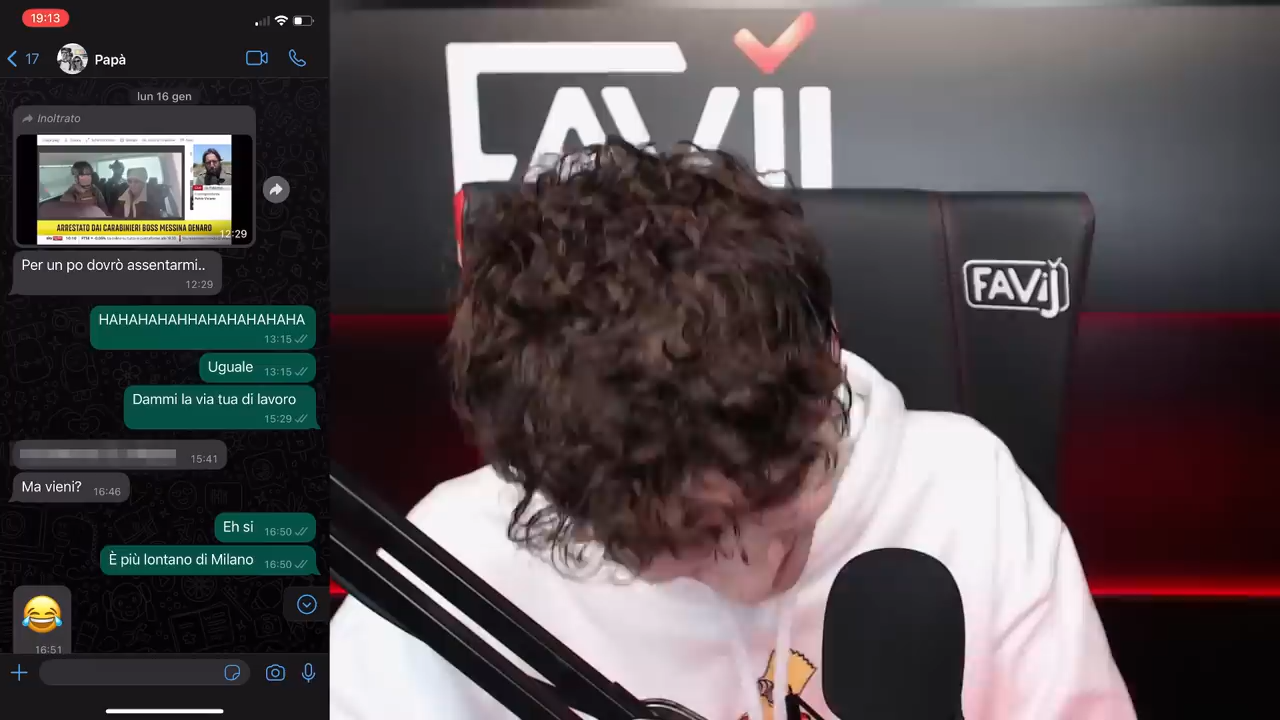 19:13
17
Papà
lun 16 gen
Inoltrato
ARRESTATO DAI CARABINIERI BOSS MESSINA DENARO
12:29
Per un po dovrò assentarmi..
12:29
HAHAHAHAHHAHAHAHAHAHA
13:15
Uguale
13:15
Dammi la via tua di lavoro
15:29
15:41
Ma vieni?
16:46
Eh si
16:50
È più lontano di Milano
16:50
16:51
FAVIJ
FAVIJ